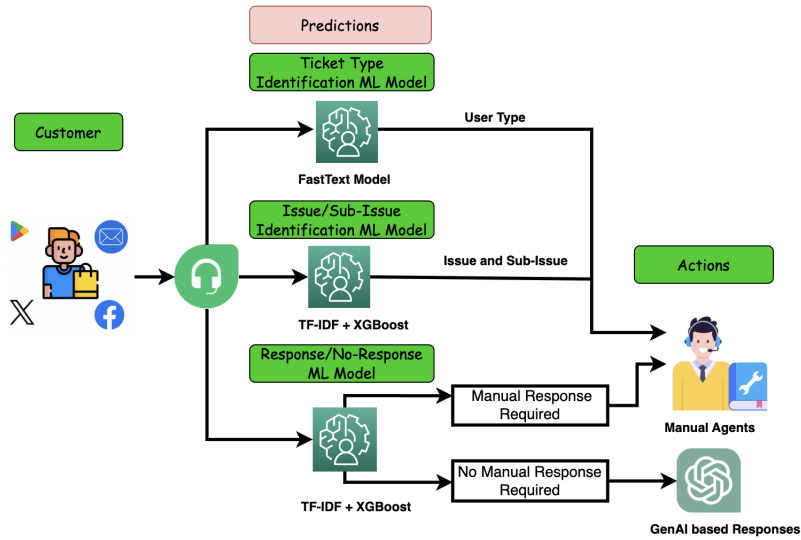 Predictions
Ticket Type
Identification ML Model
Customer
User Type
FastText Model
Issue/Sub-Issue
Identification ML Model
Issue and Sub-Issue
Actions
TF-IDF + XGBoost
Response/No-Response
ML Model
Manual Response
Required
Manual Agents
No Manual Response
Required
TF-IDF + XGBoost
GenAI based Responses